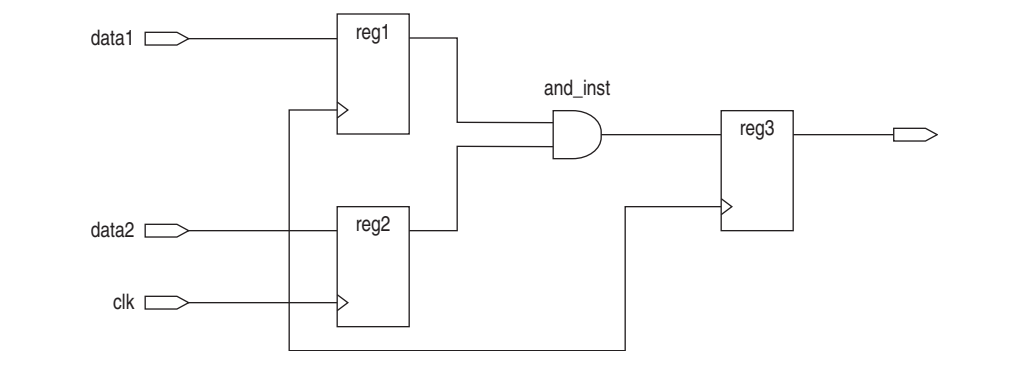 data1
reg1
and_inst
reg3
data2
reg2
clk